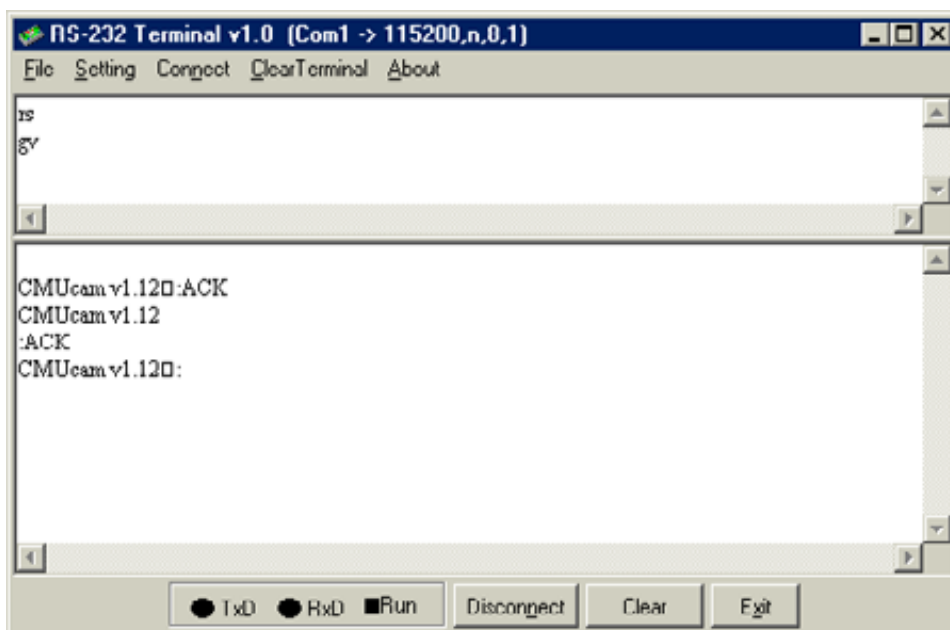 RS-232 Terminal v1.0 (Com1 -> 115200,n,8,1)
File Setting Connect ClearTerminal About
rs
gv
CMUcam v1.12▯:ACK
CMUcam v1.12
:ACK
CMUcam v1.12▯:
TxD RxD Run Disconnect Clear Exit